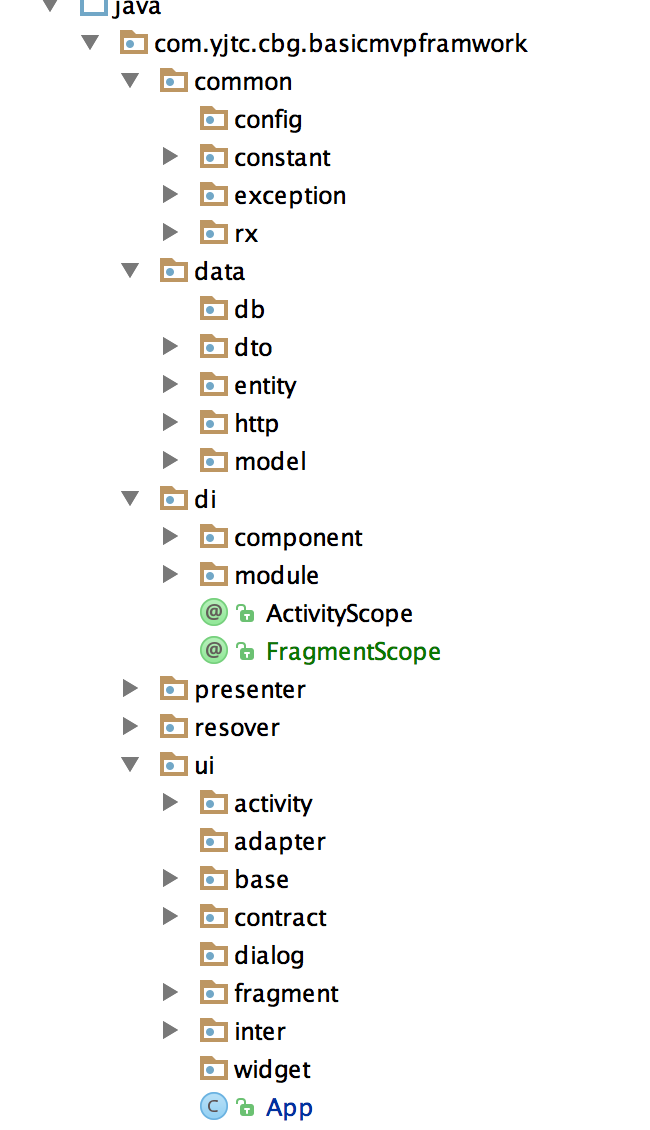 java
com.yjtc.cbg.basicmvpframwork
common
config
constant
exception
rx
data
db
dto
entity
http
model
di
component
module
@ ActivityScope
@ FragmentScope
presenter
resover
ui
activity
adapter
base
contract
dialog
fragment
inter
widget
C App